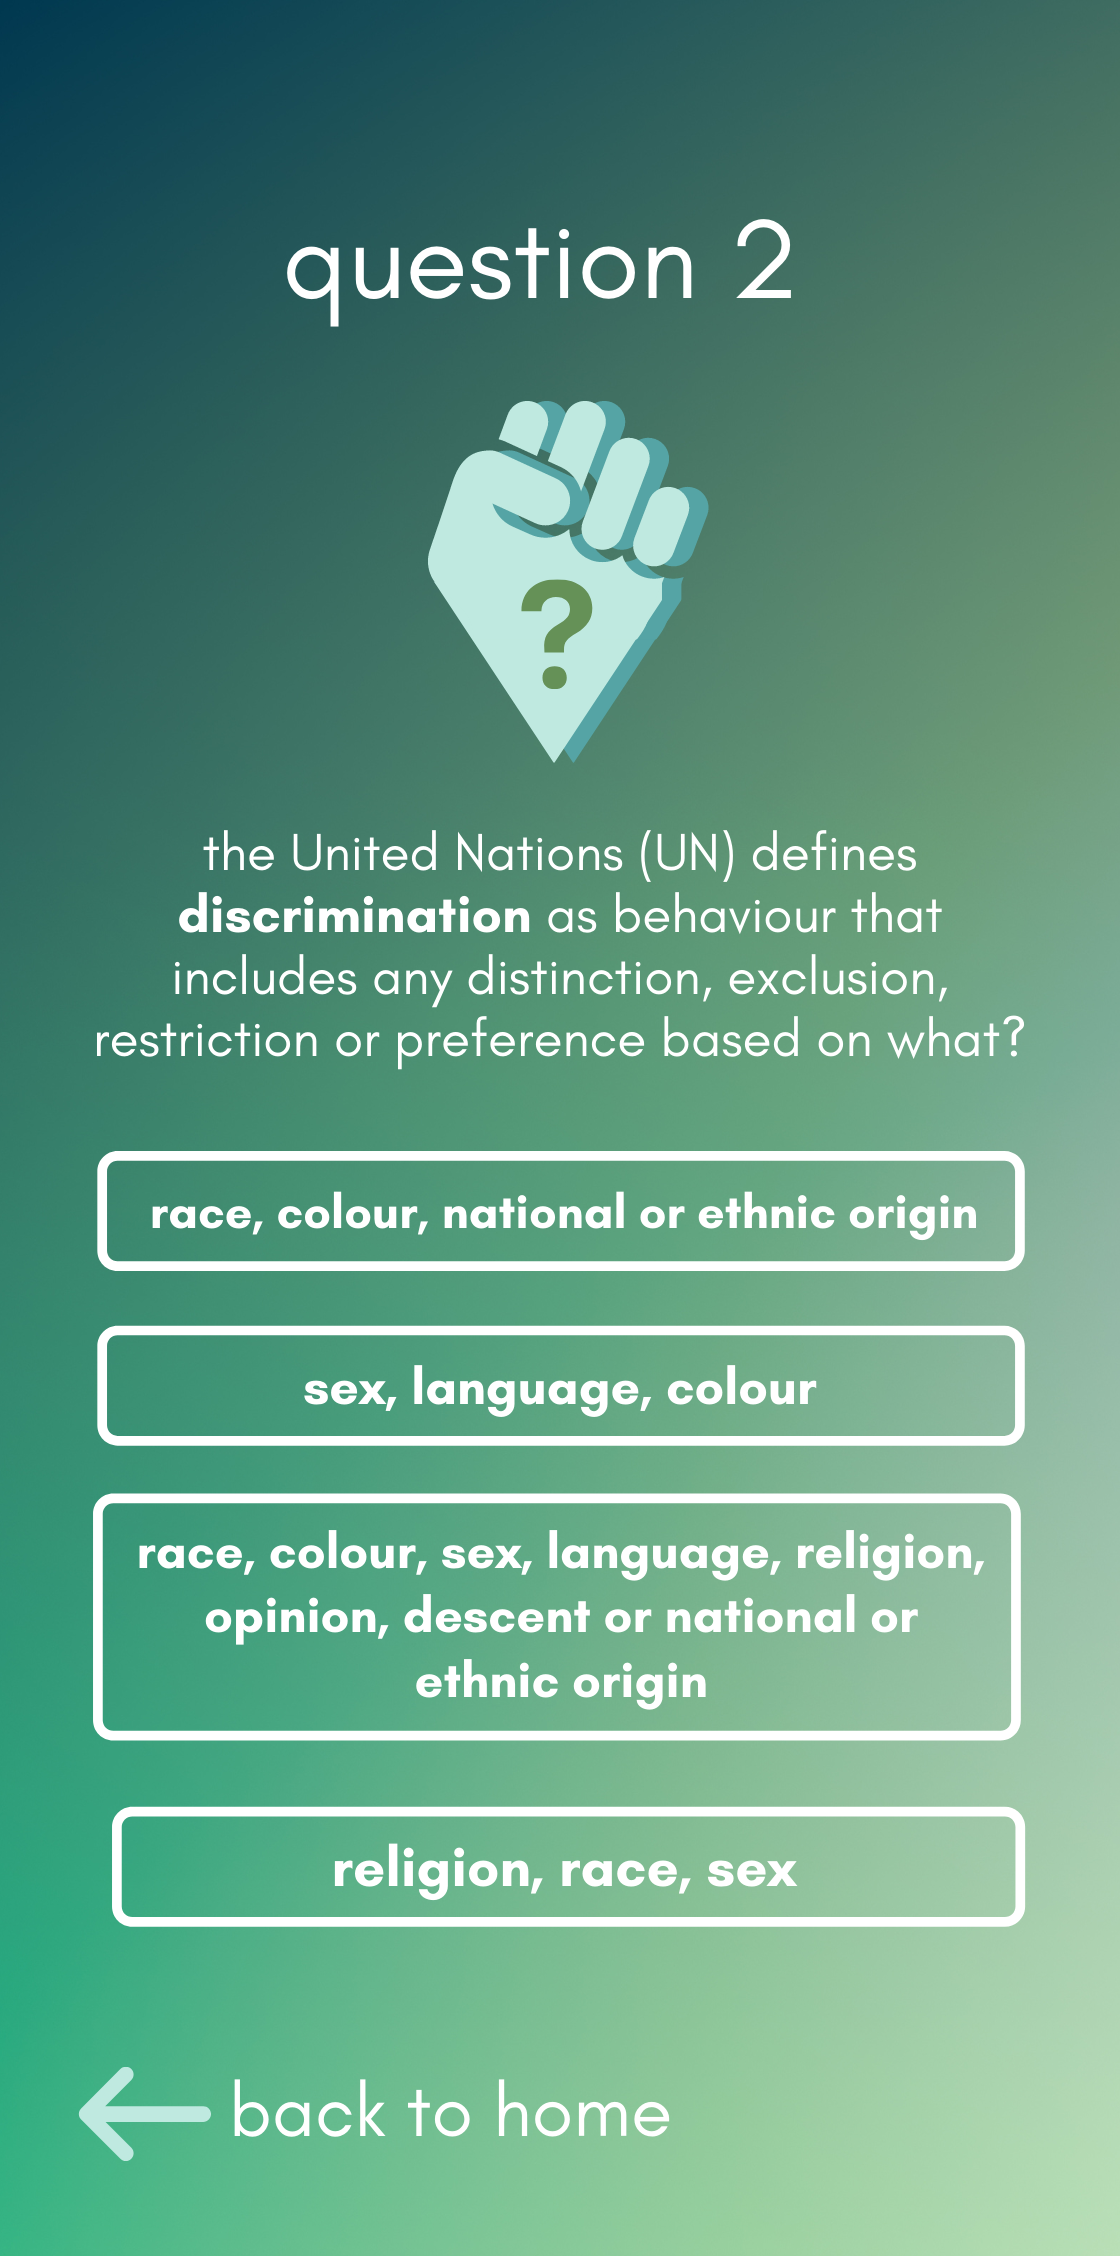 question 2
?
the United Nations (UN) defines
discrimination as behaviour that
includes any distinction, exclusion,
restriction or preference based on what?
race, colour, national or ethnic origin
sex, language, colour
race, colour, sex, language, religion,
opinion, descent or national or
ethnic origin
religion, race, sex
back to home